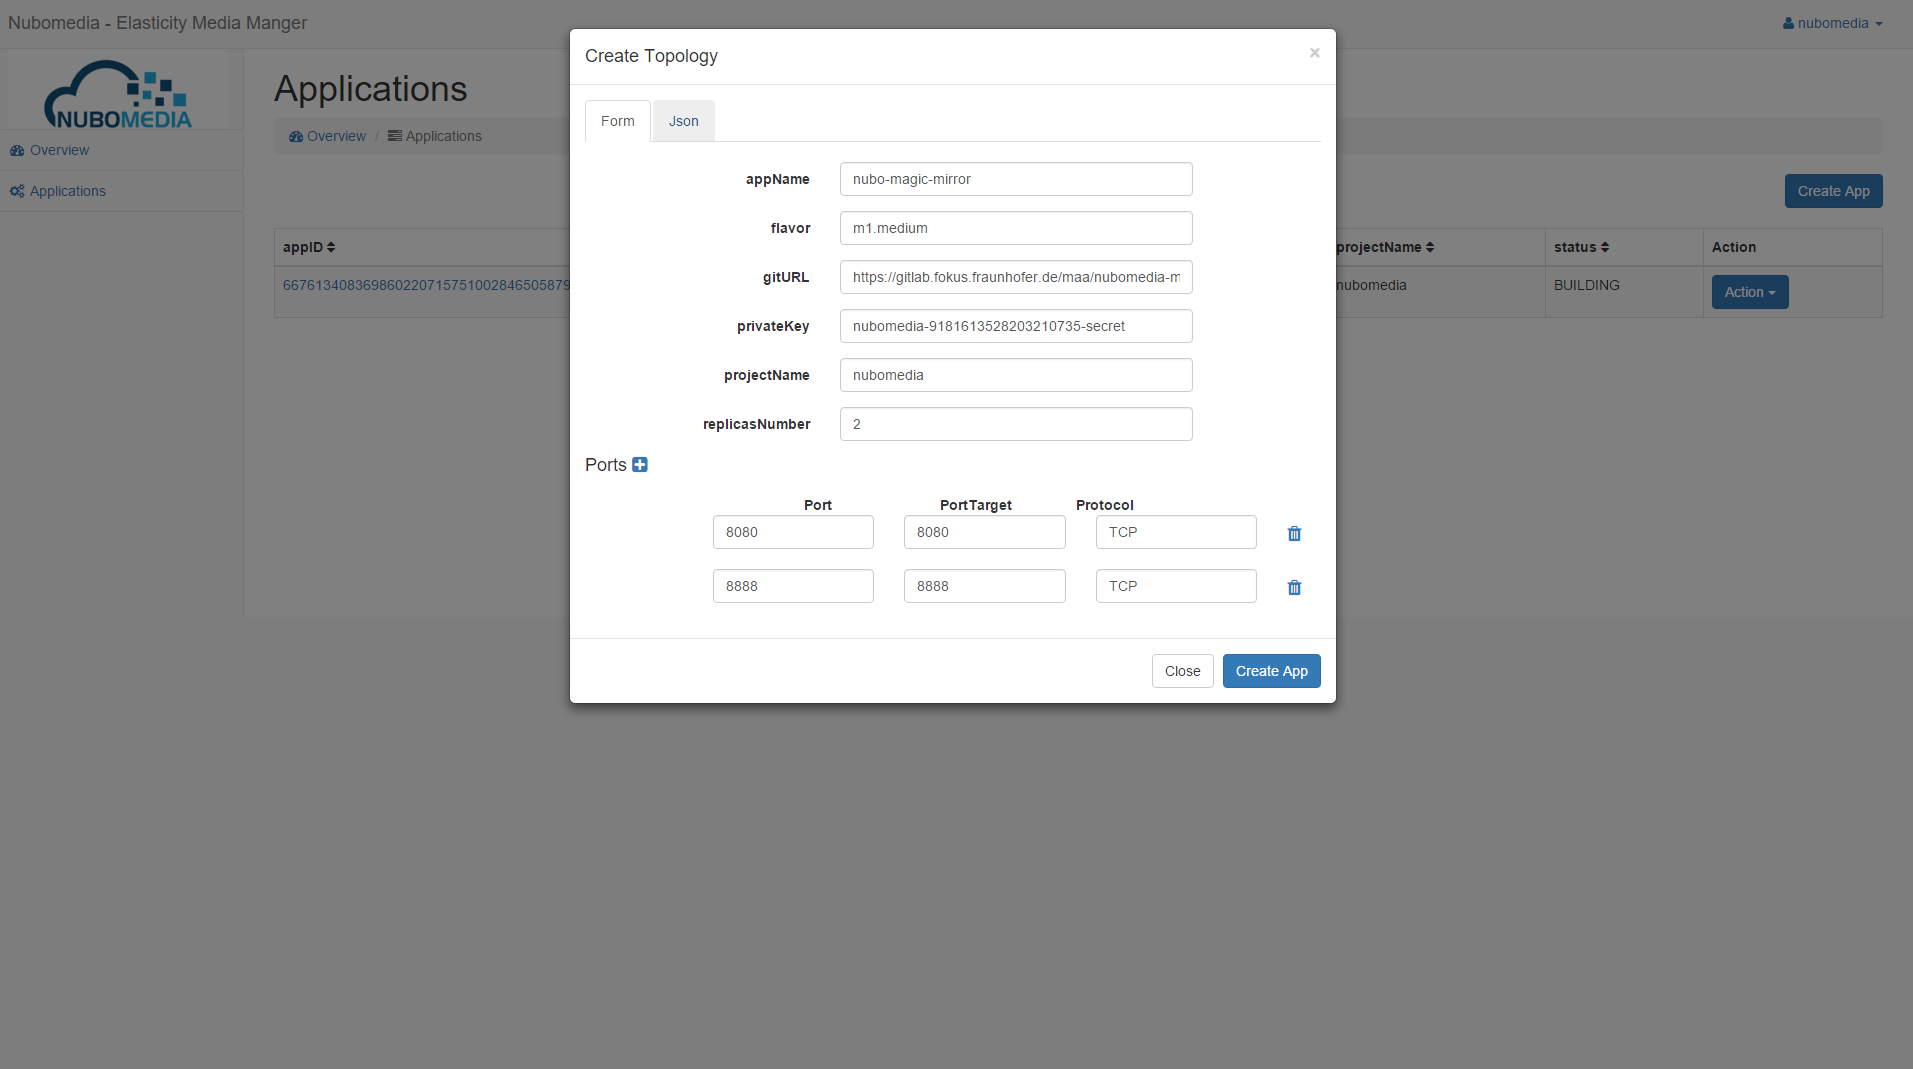 Nubomedia - Elasticity Media Manger
nubomedia
NUBOMEDIA
Overview
Applications
Applications
Overview / Applications
Create App
appID projectName status Action
667613408369860220715751002846505879 nubomedia BUILDING Action
Create Topology ×
Form Json
appName nubo-magic-mirror
flavor m1.medium
gitURL https://gitlab.fokus.fraunhofer.de/maa/nubomedia-m
privateKey nubomedia-9181613528203210735-secret
projectName nubomedia
replicasNumber 2
Ports
Port PortTarget Protocol
8080 8080 TCP
8888 8888 TCP
Close Create App